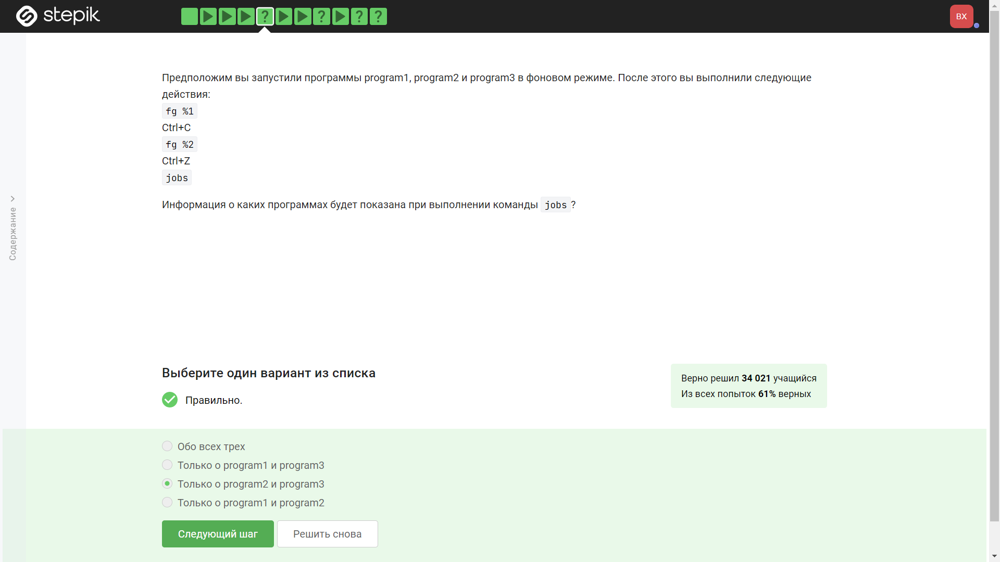 stepik
? ? ? ?
BX
Содержание
Предположим вы запустили программы program1, program2 и program3 в фоновом режиме. После этого вы выполнили следующие
действия:
fg %1
Ctrl+C
fg %2
Ctrl+Z
jobs
Информация о каких программах будет показана при выполнении команды jobs?
Выберите один вариант из списка
Правильно.
Верно решил 34 021 учащийся
Из всех попыток 61% верных
Обо всех трех
Только о program1 и program3
Только о program2 и program3
Только о program1 и program2
Следующий шаг
Решить снова